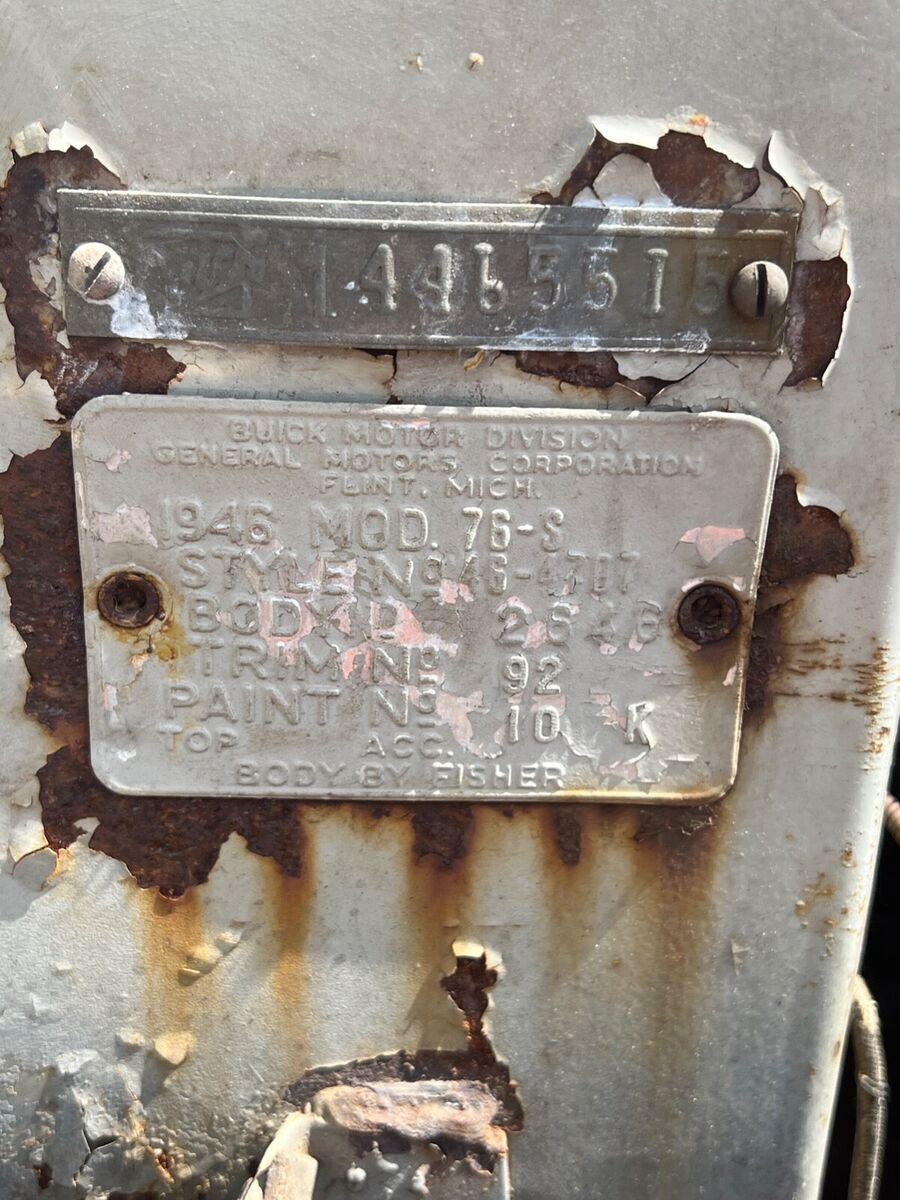 14465515
BUICK MOTOR DIVISION
GENERAL MOTORS CORPORATION
FLINT, MICH.
1946 MOD. 76-S
STYLE Nº 46-4707
BODY Nº 2646
TRIM Nº 92
PAINT Nº 10 K
TOP ACC.
BODY BY FISHER